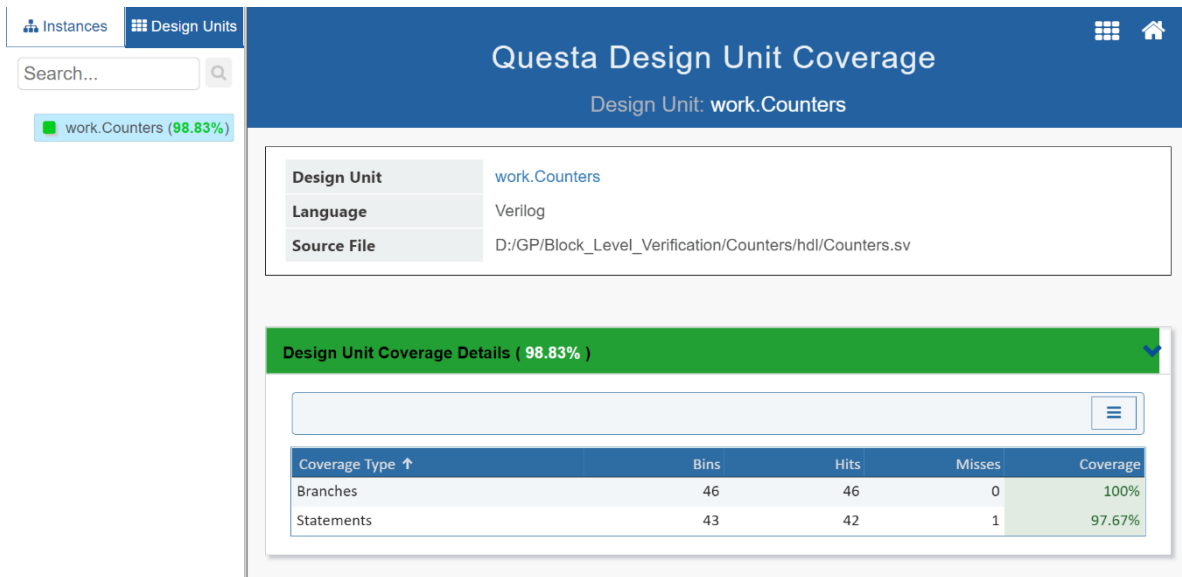 Instances
Design Units
Search...
work.Counters (98.83%)
Questa Design Unit Coverage
Design Unit: work.Counters
Design Unit work.Counters
Language Verilog
Source File D:/GP/Block_Level_Verification/Counters/hdl/Counters.sv
Design Unit Coverage Details ( 98.83% )
Coverage Type ↑ Bins Hits Misses Coverage
Branches 46 46 0 100%
Statements 43 42 1 97.67%